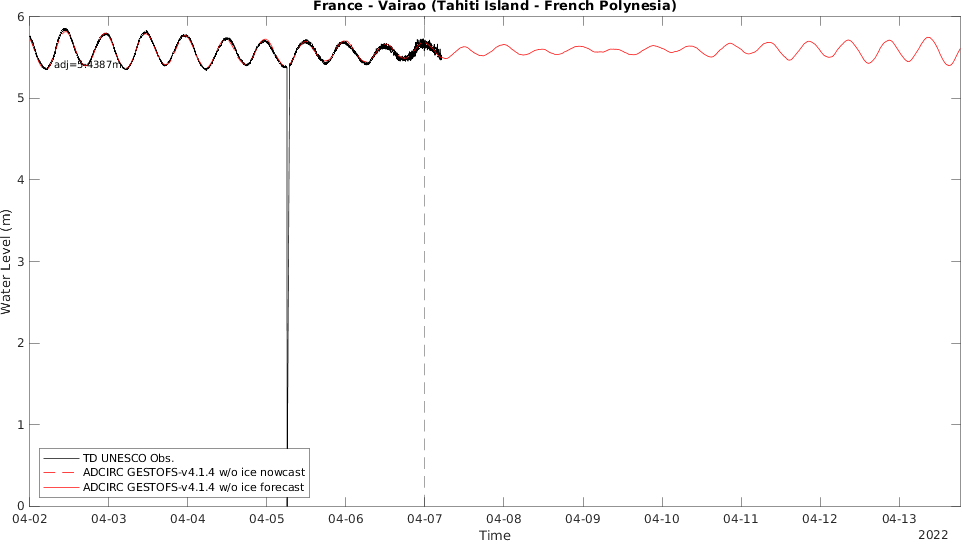 France - Vairao (Tahiti Island - French Polynesia)
6
5
4
3
2
1
0
Water Level (m)
adj=5.4387m
TD UNESCO Obs.
ADCIRC GESTOFS-v4.1.4 w/o ice nowcast
ADCIRC GESTOFS-v4.1.4 w/o ice forecast
04-02 04-03 04-04 04-05 04-06 04-07 04-08 04-09 04-10 04-11 04-12 04-13
Time
2022